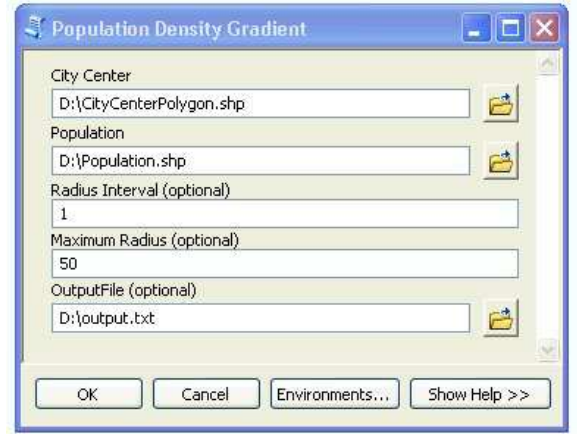 Population Density Gradient
City Center
D:\CityCenterPolygon.shp
Population
D:\Population.shp
Radius Interval (optional)
1
Maximum Radius (optional)
50
OutputFile (optional)
D:\output.txt
OK Cancel Environments... Show Help >>